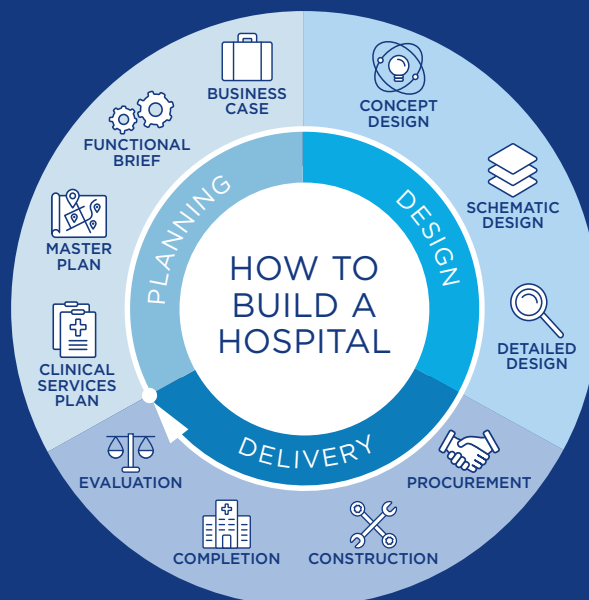 HOW TO
BUILD A
HOSPITAL
PLANNING
CLINICAL
SERVICES
PLAN
MASTER
PLAN
FUNCTIONAL
BRIEF
BUSINESS
CASE
DESIGN
CONCEPT
DESIGN
SCHEMATIC
DESIGN
DETAILED
DESIGN
DELIVERY
PROCUREMENT
CONSTRUCTION
COMPLETION
EVALUATION